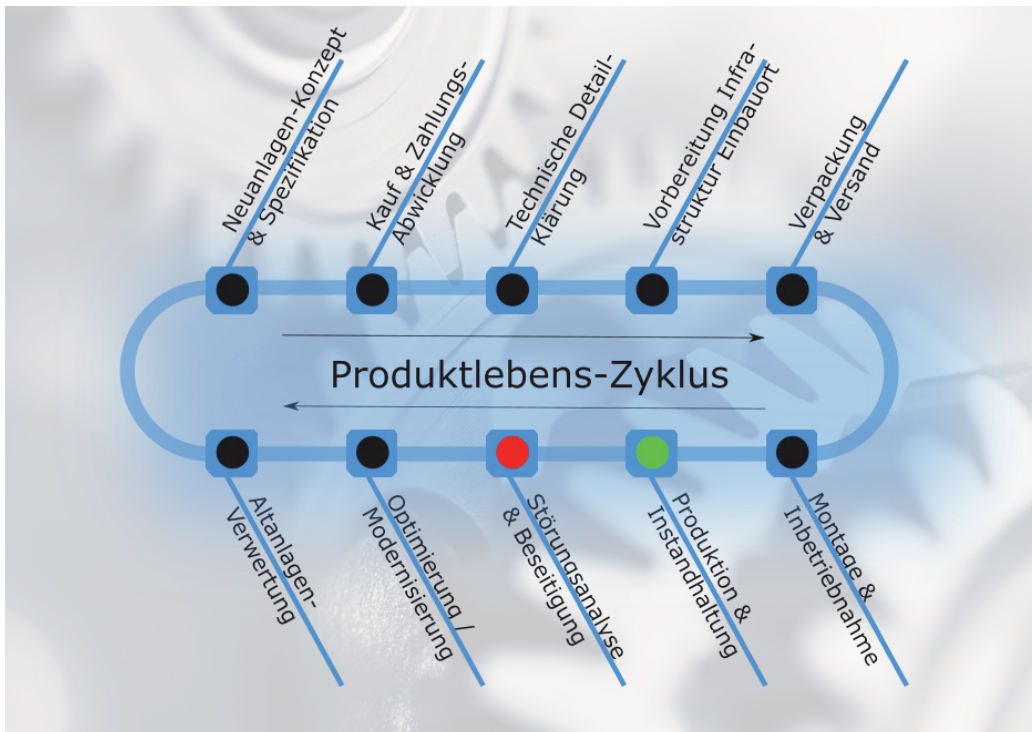 Neuanlagen-Konzept
& Spezifikation
Kauf & Zahlungs-
Abwicklung
Technische Detail-
Klärung
Vorbereitung Infra-
struktur Einbauort
Verpackung
& Versand
Produktlebens-Zyklus
Altanlagen-
Verwertung
Optimierung /
Modernisierung
Störungsanalyse
& Beseitigung
Produktion &
Instandhaltung
Montage &
Inbetriebnahme